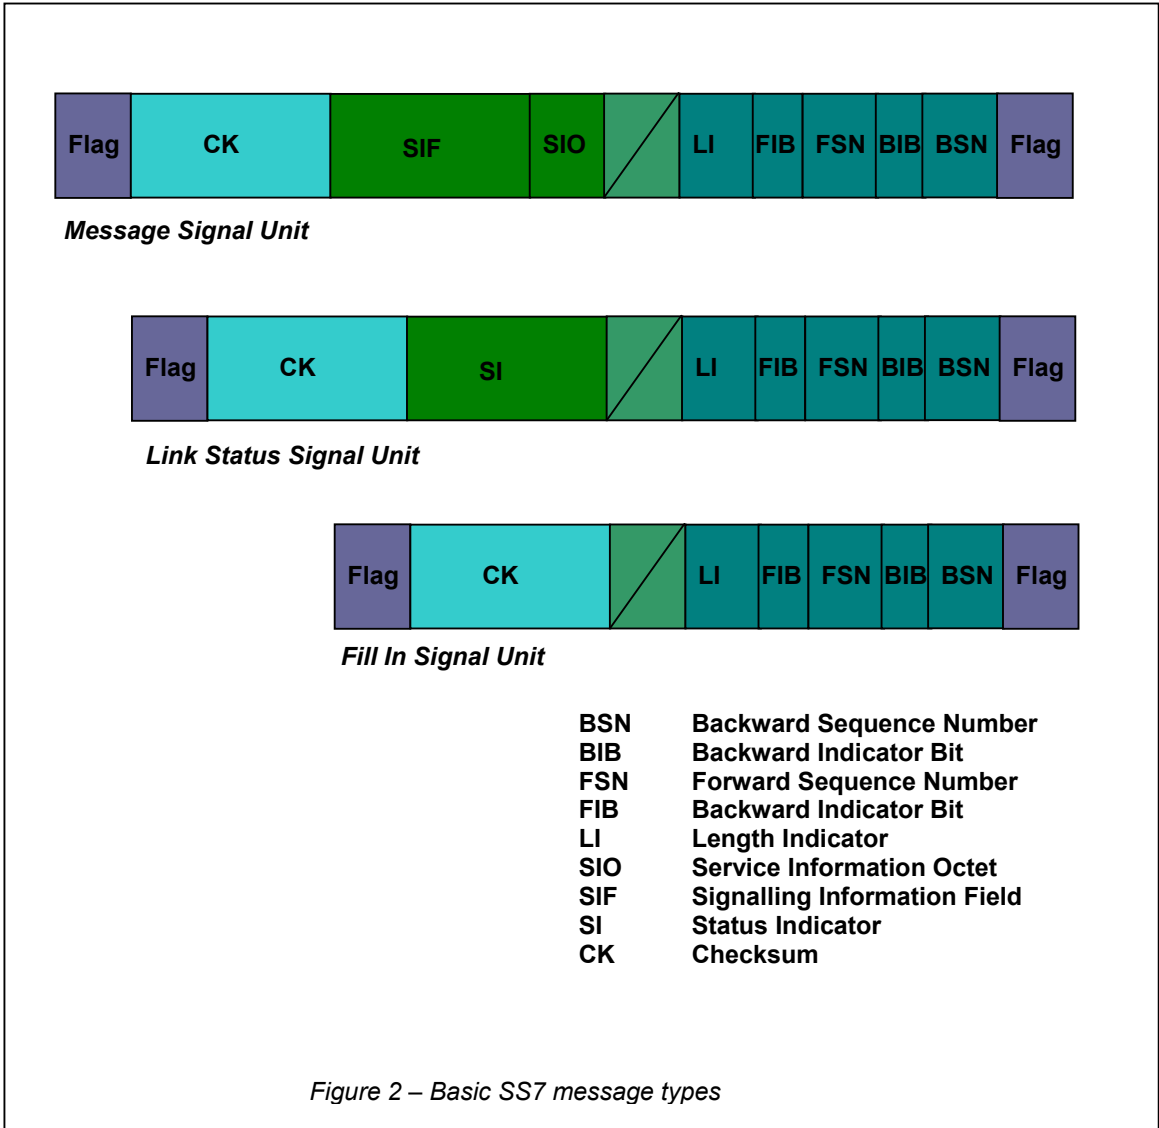 Flag CK SIF SIO LI FIB FSN BIB BSN Flag
Message Signal Unit
Flag CK SI LI FIB FSN BIB BSN Flag
Link Status Signal Unit
Flag CK LI FIB FSN BIB BSN Flag
Fill In Signal Unit
BSN Backward Sequence Number
BIB Backward Indicator Bit
FSN Forward Sequence Number
FIB Backward Indicator Bit
LI Length Indicator
SIO Service Information Octet
SIF Signalling Information Field
SI Status Indicator
CK Checksum
Figure 2 – Basic SS7 message types